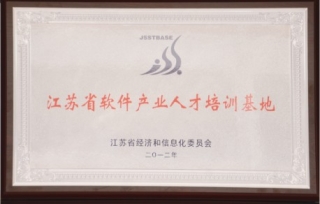 江苏省软件产业人才培训基地
江苏省经济和信息化委员会
二〇一二年